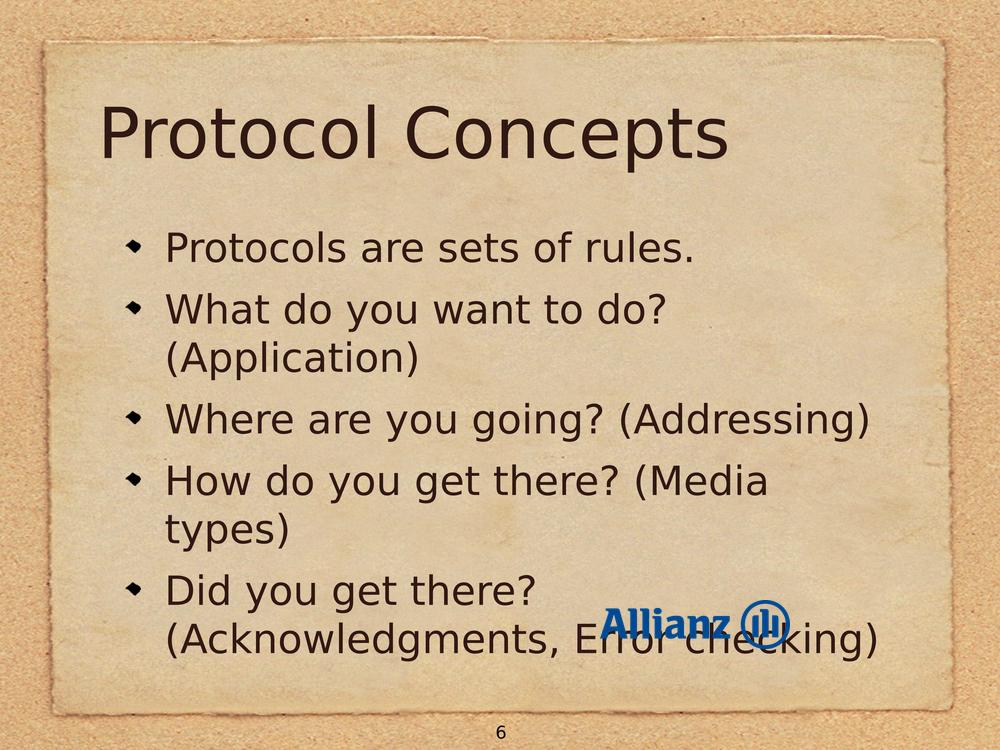 Protocol Concepts
Protocols are sets of rules.
What do you want to do?
(Application)
Where are you going? (Addressing)
How do you get there? (Media
types)
Did you get there?
(Acknowledgments, Error checking)
Allianz
6